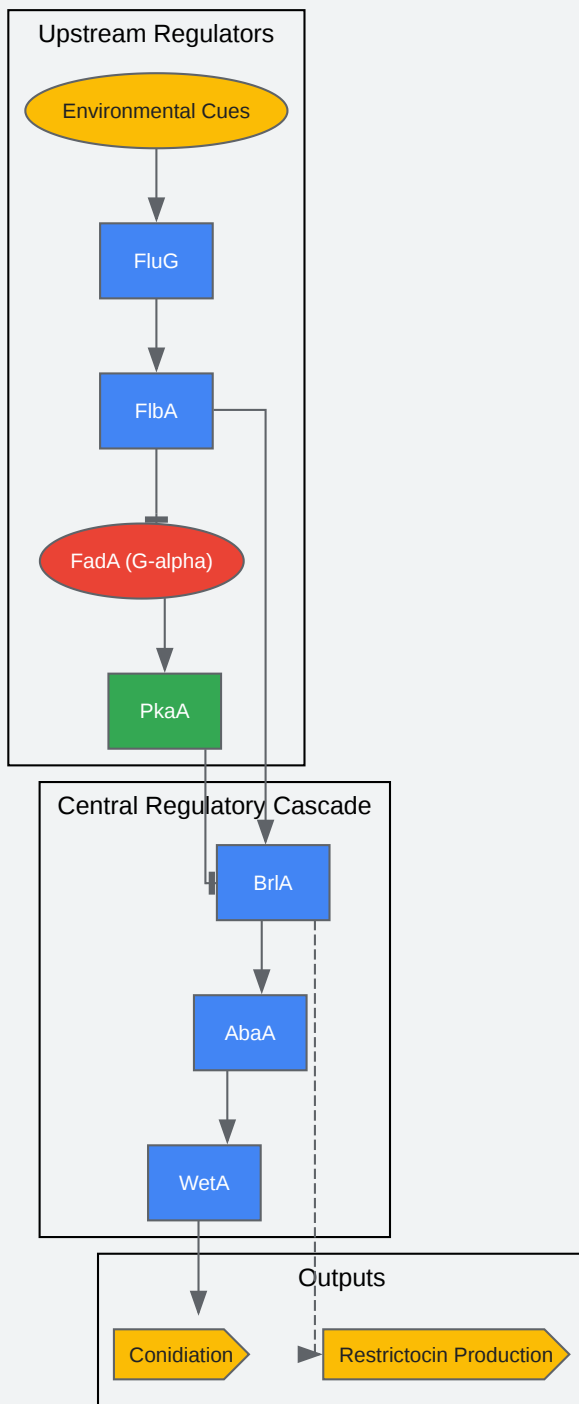 Upstream Regulators
Environmental Cues
FluG
FlbA
FadA (G-alpha)
PkaA
Central Regulatory Cascade
BrlA
AbaA
WetA
Outputs
Conidiation
Restrictocin Production